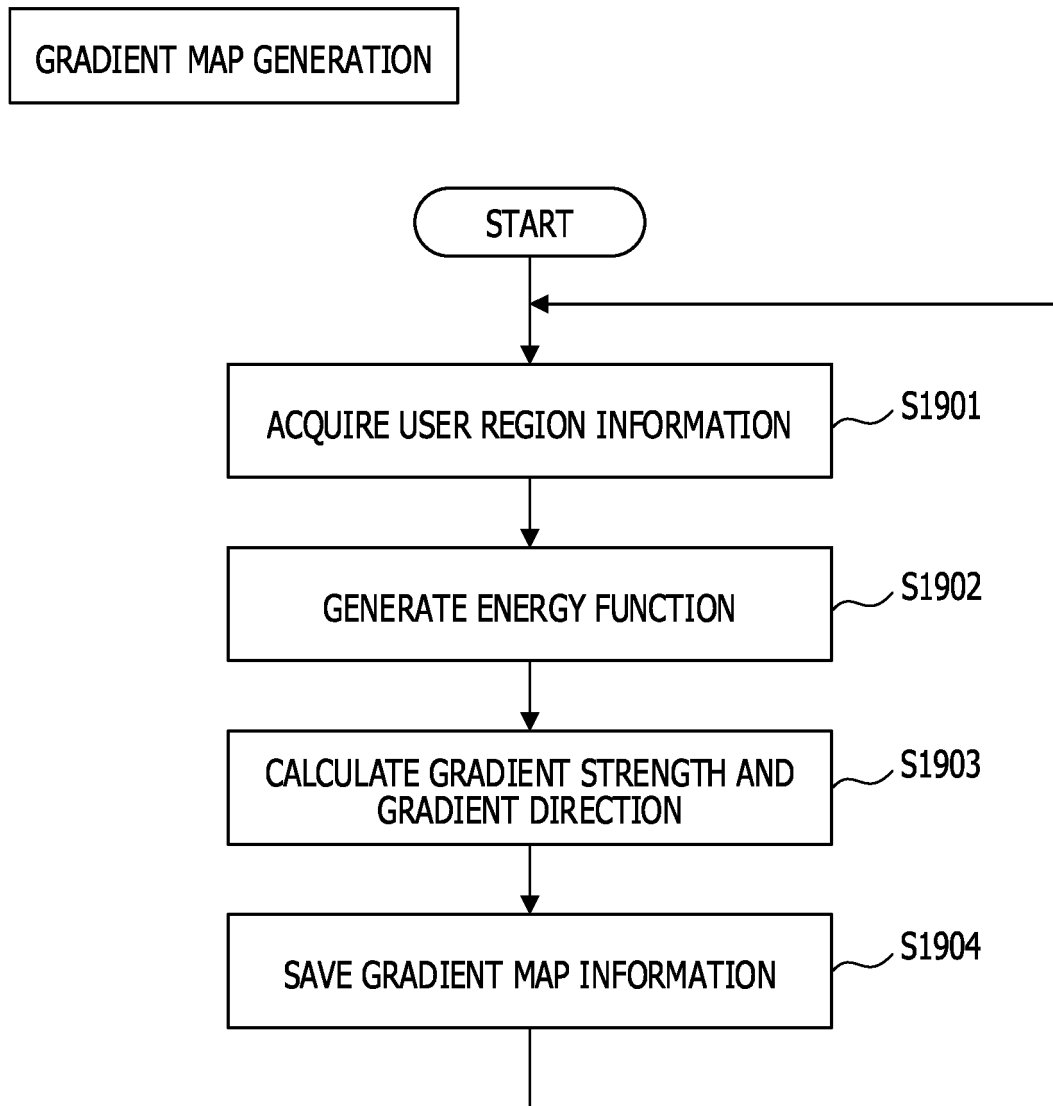 GRADIENT MAP GENERATION
START
ACQUIRE USER REGION INFORMATION
S1901
GENERATE ENERGY FUNCTION
S1902
CALCULATE GRADIENT STRENGTH AND
GRADIENT DIRECTION
S1903
SAVE GRADIENT MAP INFORMATION
S1904